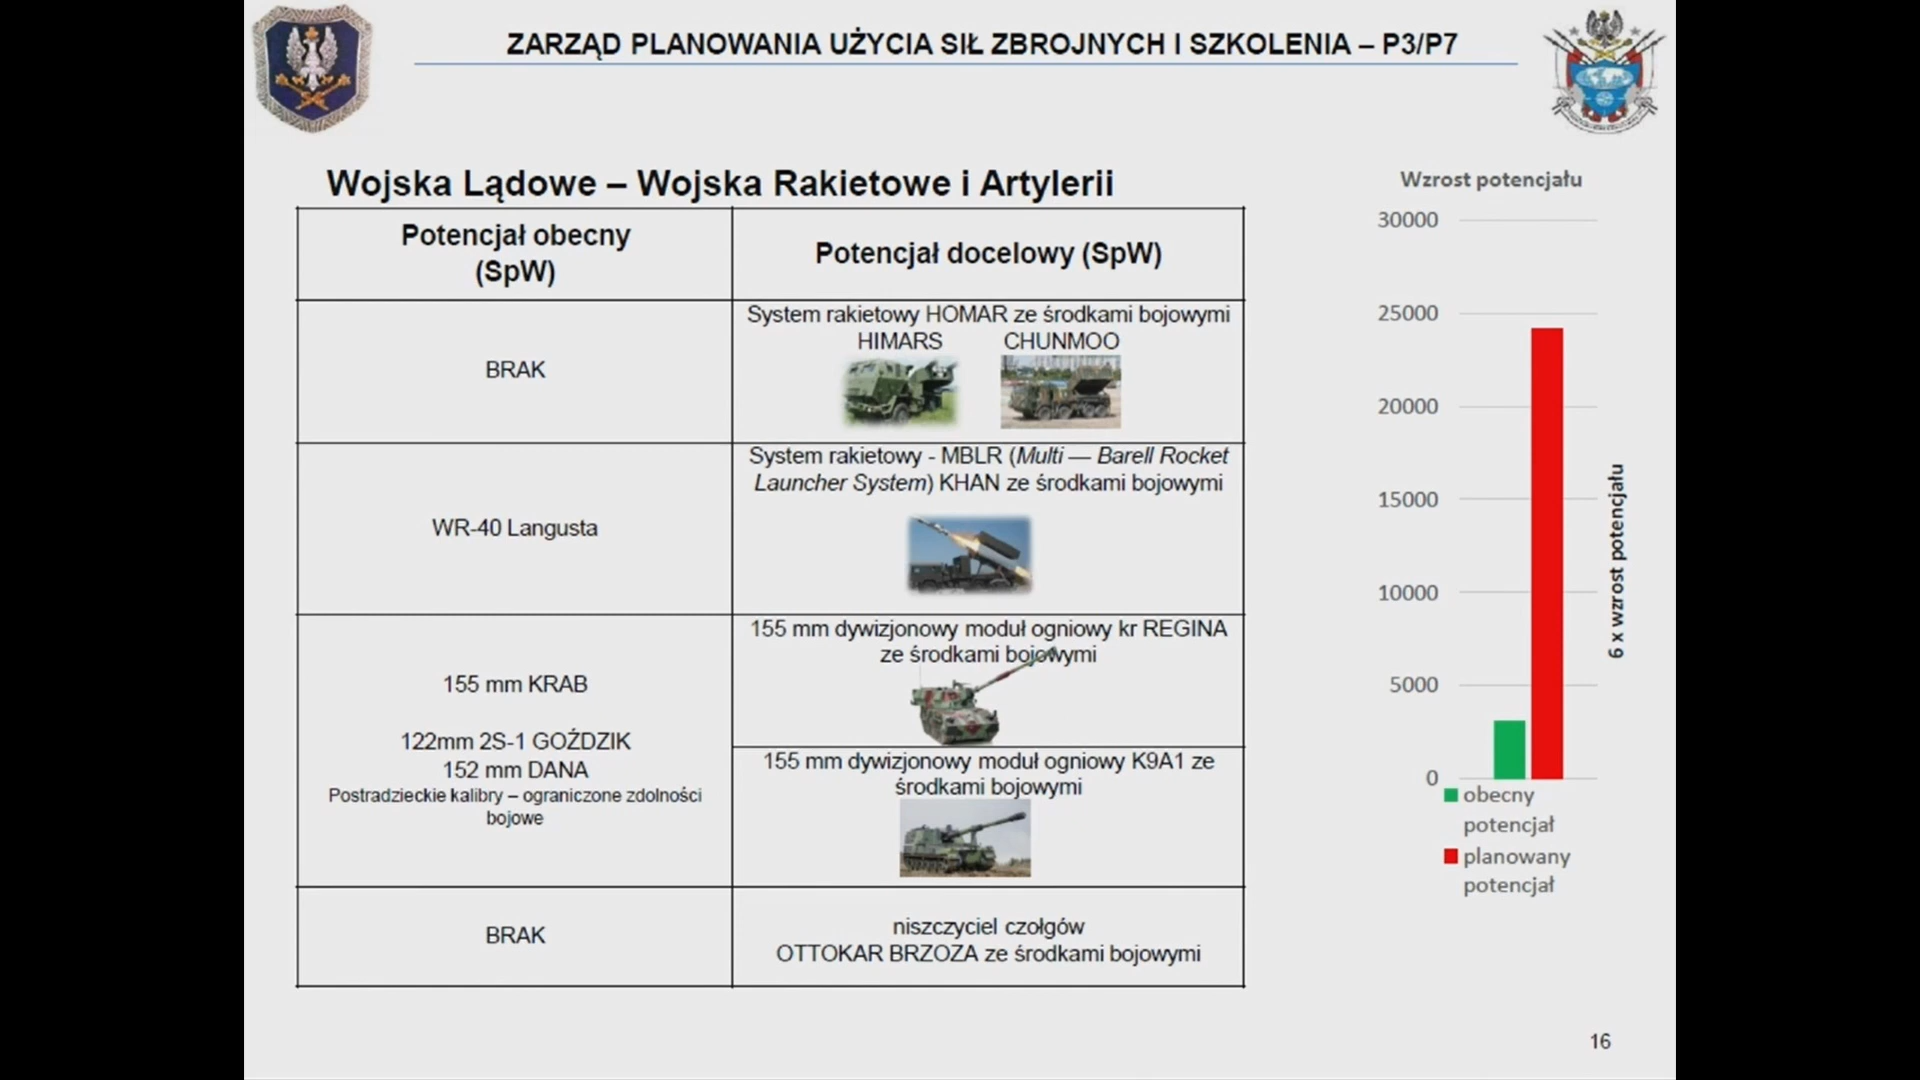 ZARZĄD PLANOWANIA UŻYCIA SIŁ ZBROJNYCH I SZKOLENIA – P3/P7
Wojska Lądowe – Wojska Rakietowe i Artylerii
Potencjał obecny
(SpW)
Potencjał docelowy (SpW)
BRAK
System rakietowy HOMAR ze środkami bojowymi
HIMARS CHUNMOO
WR-40 Langusta
System rakietowy - MBLR (Multi — Barell Rocket
Launcher System) KHAN ze środkami bojowymi
155 mm KRAB
122mm 2S-1 GOŹDZIK
152 mm DANA
Postradzieckie kalibry – ograniczone zdolności
bojowe
155 mm dywizjonowy moduł ogniowy kr REGINA
ze środkami bojowymi
155 mm dywizjonowy moduł ogniowy K9A1 ze
środkami bojowymi
BRAK
niszczyciel czołgów
OTTOKAR BRZOZA ze środkami bojowymi
Wzrost potencjału
30000
25000
20000
15000
10000
5000
0
6 x wzrost potencjału
obecny
potencjał
planowany
potencjał
16